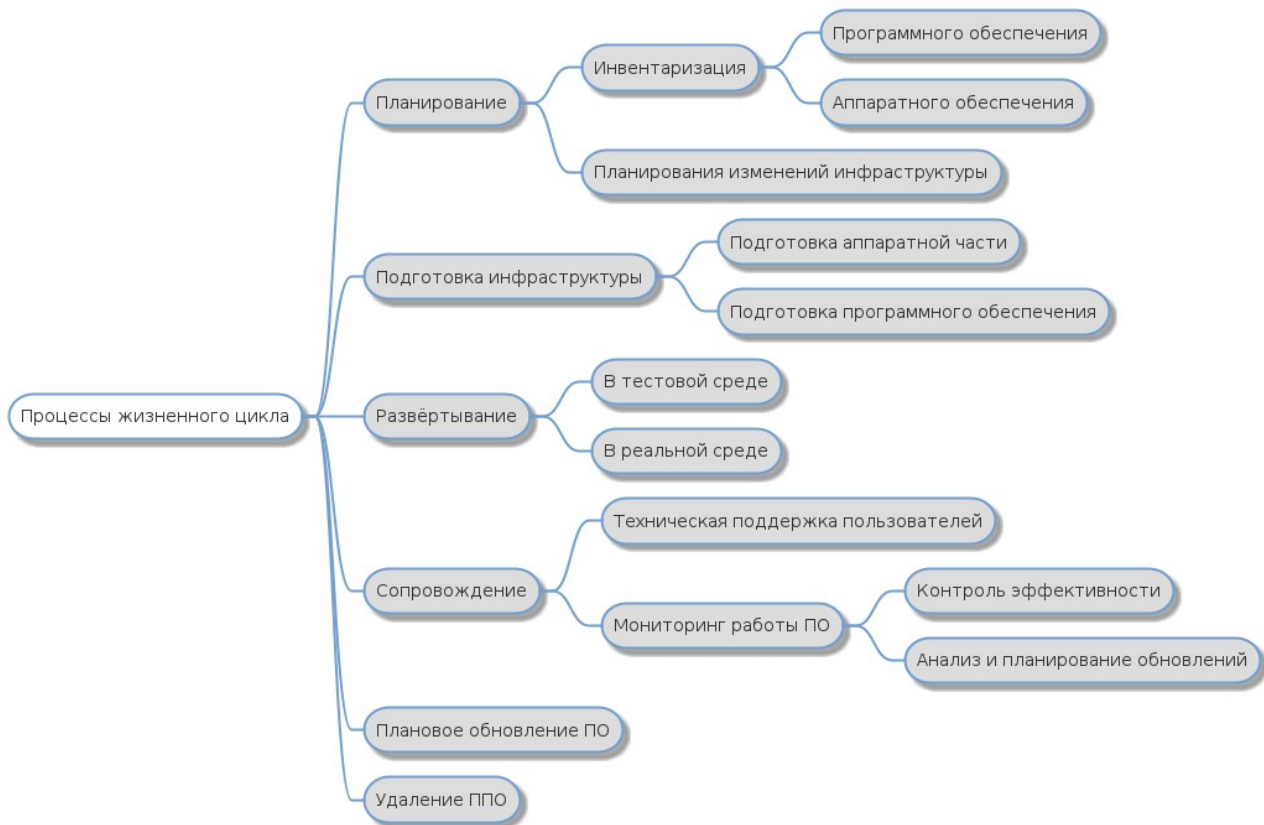 Процессы жизненного цикла
Планирование
Инвентаризация
Программного обеспечения
Аппаратного обеспечения
Планирования изменений инфраструктуры
Подготовка инфраструктуры
Подготовка аппаратной части
Подготовка программного обеспечения
Развёртывание
В тестовой среде
В реальной среде
Сопровождение
Техническая поддержка пользователей
Мониторинг работы ПО
Контроль эффективности
Анализ и планирование обновлений
Плановое обновление ПО
Удаление ППО